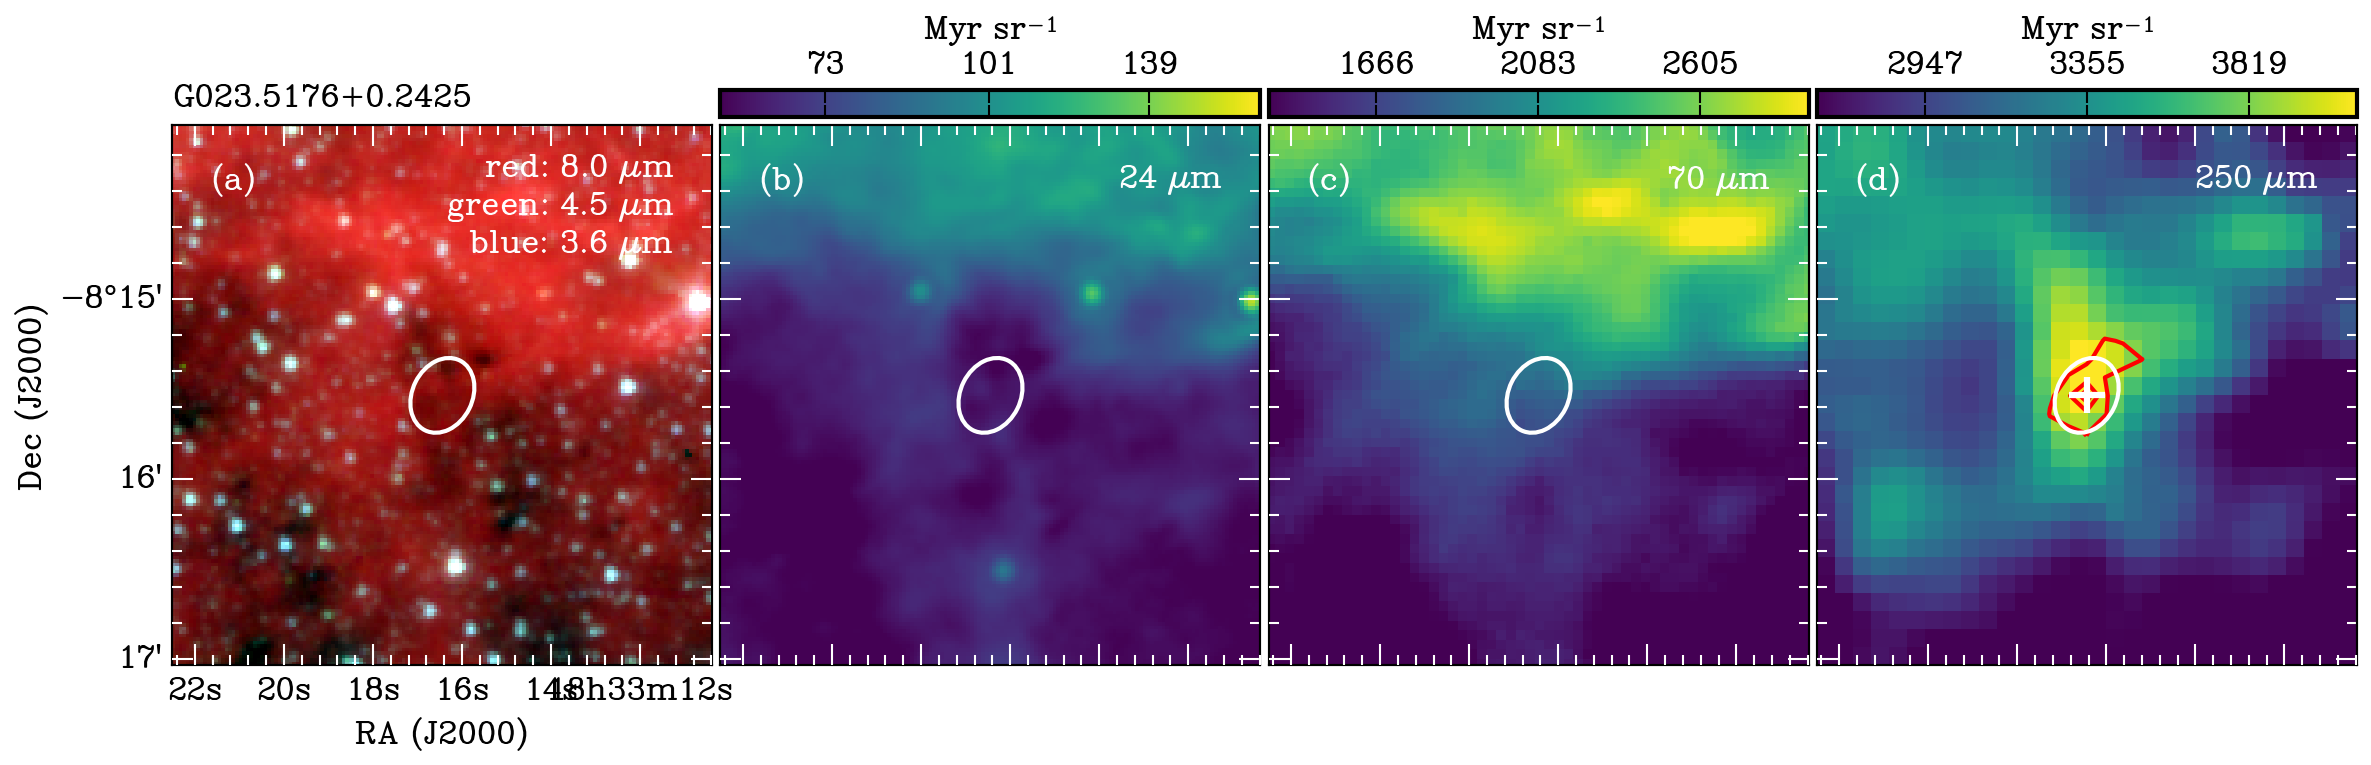 Myr sr⁻¹
73 101 139
Myr sr⁻¹
1666 2083 2605
Myr sr⁻¹
2947 3355 3819
G023.5176+0.2425
(a)
red: 8.0 μm
green: 4.5 μm
blue: 3.6 μm
(b)
24 μm
(c)
70 μm
(d)
250 μm
Dec (J2000)
−8°15'
16'
17'
22s 20s 18s 16s 14s 18h33m12s
RA (J2000)